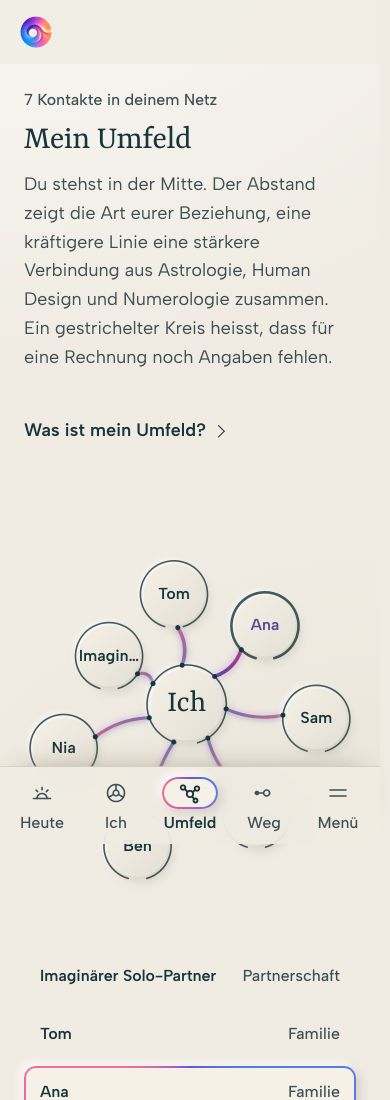 7 Kontakte in deinem Netz
Mein Umfeld
Du stehst in der Mitte. Der Abstand
zeigt die Art eurer Beziehung, eine
kräftigere Linie eine stärkere
Verbindung aus Astrologie, Human
Design und Numerologie zusammen.
Ein gestrichelter Kreis heisst, dass für
eine Rechnung noch Angaben fehlen.
Was ist mein Umfeld?
Tom
Ana
Imagin...
Ich
Sam
Nia
Heute Ich Umfeld Weg Menü
Ben
Imaginärer Solo-Partner Partnerschaft
Tom Familie
Ana Familie